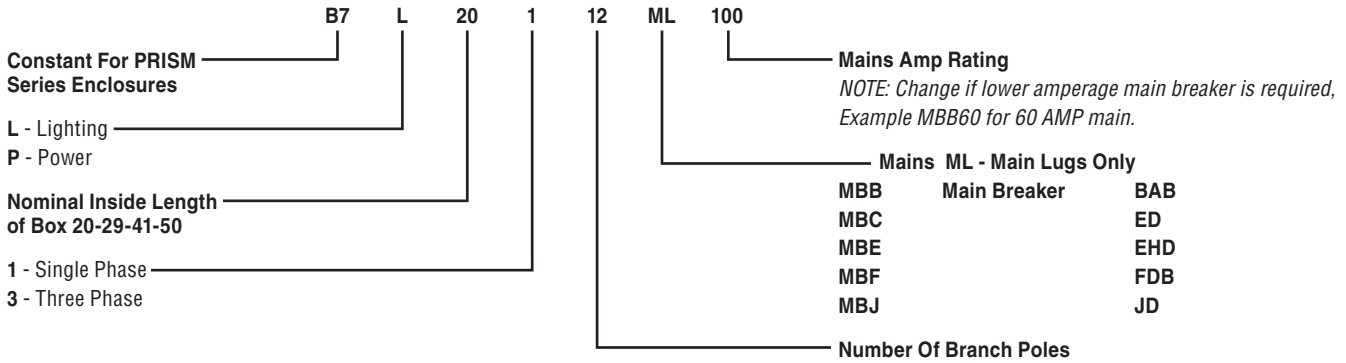 B7 L 20 1 12 ML 100
Constant For PRISM
Series Enclosures
L - Lighting
P - Power
Nominal Inside Length
of Box 20-29-41-50
1 - Single Phase
3 - Three Phase
Mains Amp Rating
NOTE: Change if lower amperage main breaker is required,
Example MBB60 for 60 AMP main.
Mains ML - Main Lugs Only
MBB Main Breaker BAB
MBC ED
MBE EHD
MBF FDB
MBJ JD
Number Of Branch Poles